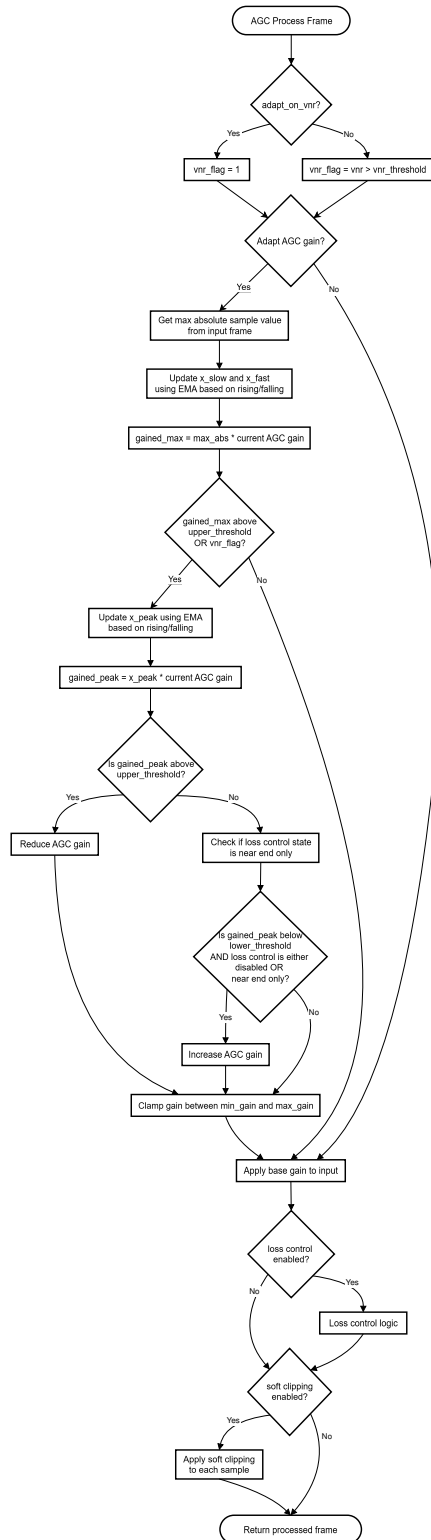 AGC Process Frame
adapt_on_vnr?
Yes
No
vnr_flag = 1
vnr_flag = vnr > vnr_threshold
Adapt AGC gain?
Yes
No
Get max absolute sample value
from input frame
Update x_slow and x_fast
using EMA based on rising/falling
gained_max = max_abs * current AGC gain
gained_max above
upper_threshold
OR vnr_flag?
Yes
No
Update x_peak using EMA
based on rising/falling
gained_peak = x_peak * current AGC gain
Is gained_peak above
upper_threshold?
Yes
No
Reduce AGC gain
Check if loss control state
is near end only
Is gained_peak below
lower_threshold
AND loss control is either
disabled OR
near end only?
Yes
No
Increase AGC gain
Clamp gain between min_gain and max_gain
Apply base gain to input
loss control
enabled?
Yes
No
Loss control logic
soft clipping
enabled?
Yes
No
Apply soft clipping
to each sample
Return processed frame